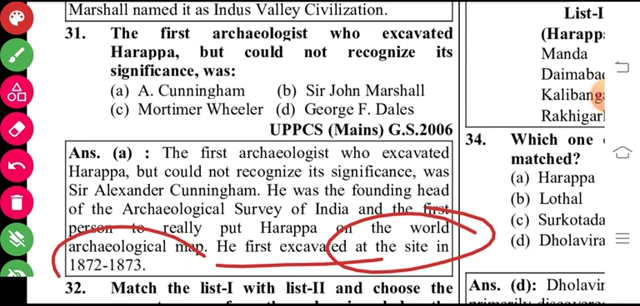 Marshall named it as Indus Valley Civilization.
31. The first archaeologist who excavated
Harappa, but could not recognize its
significance, was:
(a) A. Cunningham (b) Sir John Marshall
(c) Mortimer Wheeler (d) George F. Dales
UPPCS (Mains) G.S.2006
Ans. (a) : The first archaeologist who excavated
Harappa, but could not recognize its significance, was
Sir Alexander Cunningham. He was the founding head
of the Archaeological Survey of India and the first
person to really put Harappa on the world
archaeological map. He first excavated at the site in
1872-1873.
32. Match the list-I with list-II and choose the
List-I
(Harappa
Manda
Daimabad
Kalibanga
Rakhigarl
34. Which one
matched?
(a) Harappa
(b) Lothal
(c) Surkotada
(d) Dholavira
Ans. (d): Dholavir